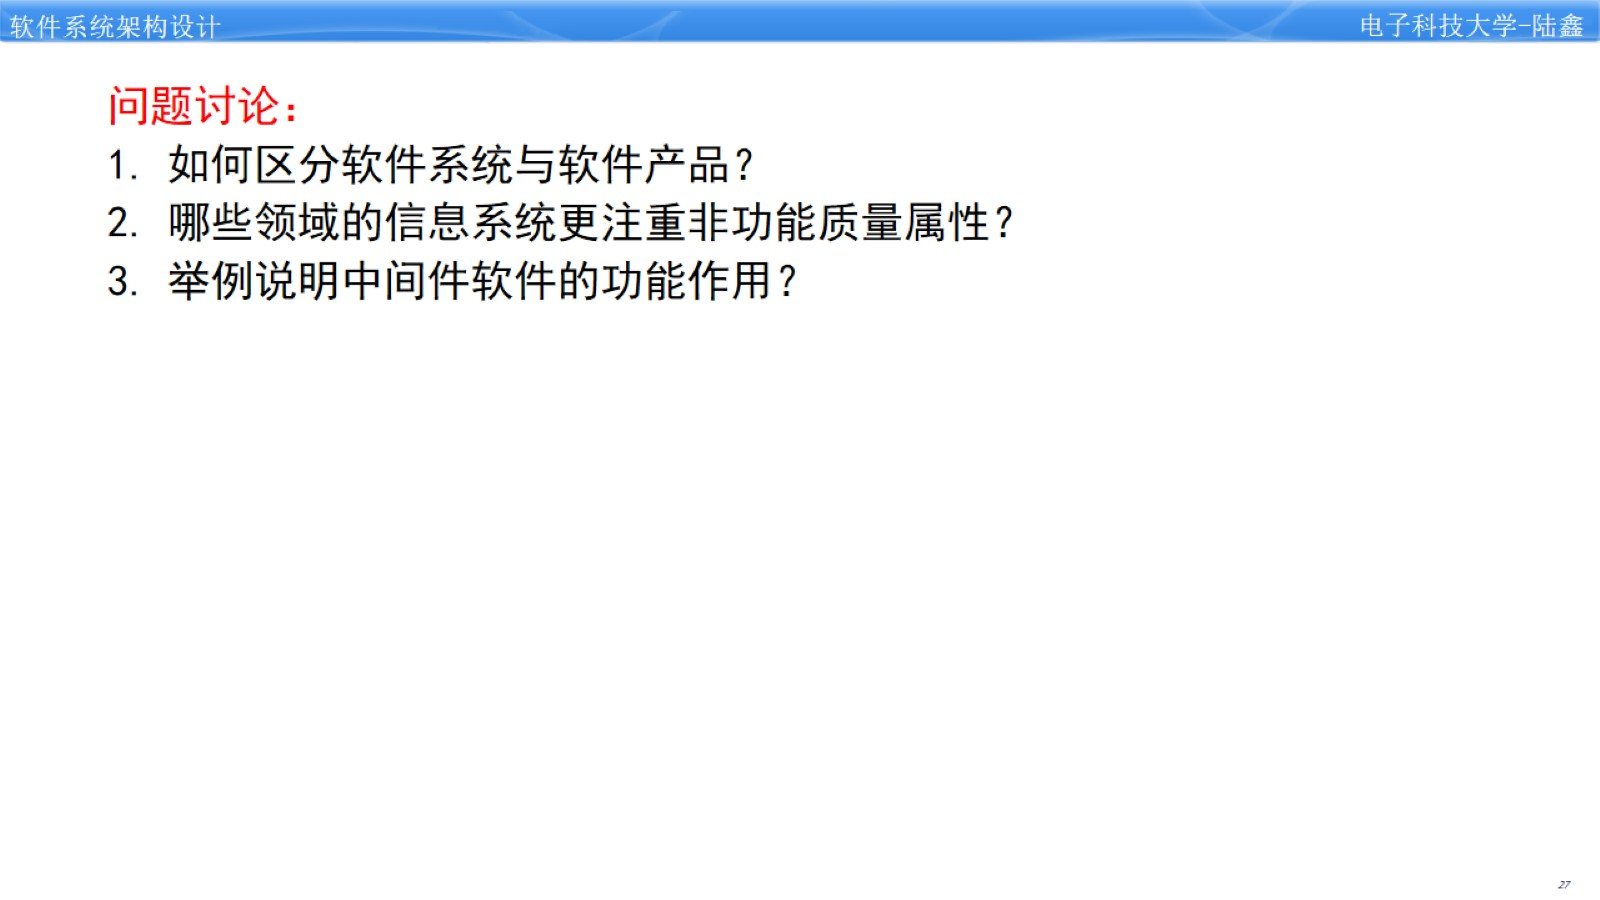 软件系统架构设计
电子科技大学-陆鑫
问题讨论：
1. 如何区分软件系统与软件产品？
2. 哪些领域的信息系统更注重非功能质量属性？
3. 举例说明中间件软件的功能作用？
27